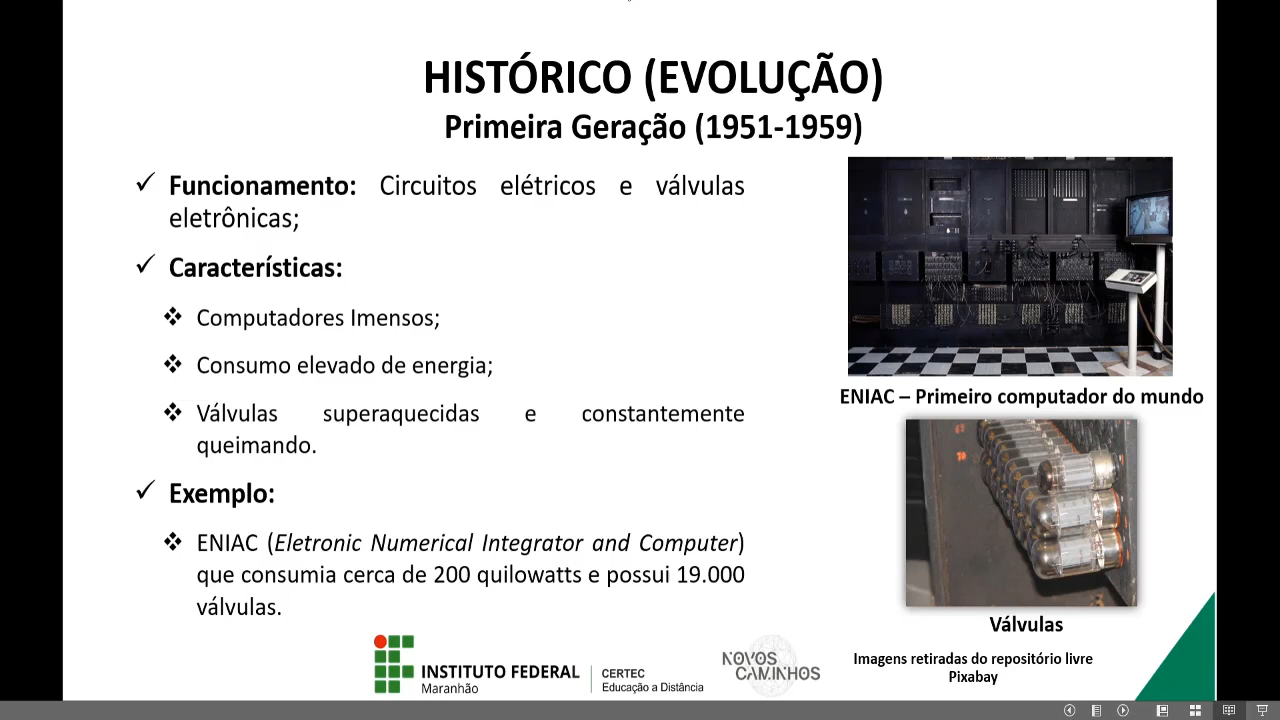 HISTÓRICO (EVOLUÇÃO)
Primeira Geração (1951-1959)
Funcionamento: Circuitos elétricos e válvulas
eletrônicas;
Características:
Computadores Imensos;
Consumo elevado de energia;
Válvulas superaquecidas e constantemente
queimando.
Exemplo:
ENIAC (Eletronic Numerical Integrator and Computer)
que consumia cerca de 200 quilowatts e possui 19.000
válvulas.
ENIAC – Primeiro computador do mundo
Válvulas
Imagens retiradas do repositório livre
Pixabay
INSTITUTO FEDERAL
Maranhão
CERTEC
Educação a Distância
NOVOS
CAMINHOS